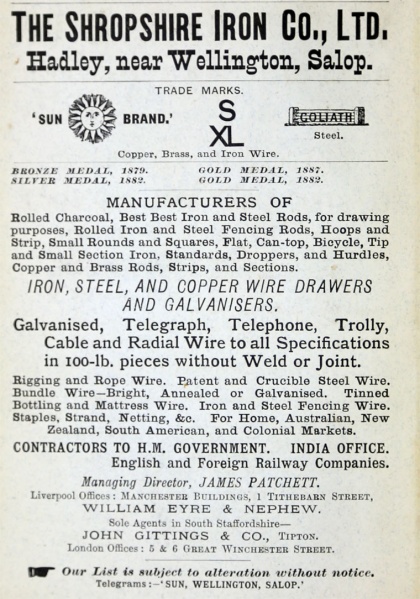 THE SHROPSHIRE IRON CO., LTD.
Hadley, near Wellington, Salop.
TRADE MARKS.
'SUN BRAND.'
S
XL
GOLIATH
Steel.
Copper, Brass, and Iron Wire.
BRONZE MEDAL, 1879. GOLD MEDAL, 1887.
SILVER MEDAL, 1882. GOLD MEDAL, 1882.
MANUFACTURERS OF
Rolled Charcoal, Best Best Iron and Steel Rods, for drawing
purposes, Rolled Iron and Steel Fencing Rods, Hoops and
Strip, Small Rounds and Squares, Flat, Can-top, Bicycle, Tip
and Small Section Iron, Standards, Droppers, and Hurdles,
Copper and Brass Rods, Strips, and Sections.
IRON, STEEL, AND COPPER WIRE DRAWERS
AND GALVANISERS.
Galvanised, Telegraph, Telephone, Trolly,
Cable and Radial Wire to all Specifications
in 100-lb. pieces without Weld or Joint.
Rigging and Rope Wire. Patent and Crucible Steel Wire.
Bundle Wire—Bright, Annealed or Galvanised. Tinned
Bottling and Mattress Wire. Iron and Steel Fencing Wire.
Staples, Strand, Netting, &c. For Home, Australian, New
Zealand, South American, and Colonial Markets.
CONTRACTORS TO H.M. GOVERNMENT. INDIA OFFICE.
English and Foreign Railway Companies.
Managing Director, JAMES PATCHETT.
Liverpool Offices: MANCHESTER BUILDINGS, 1 TITHEBARN STREET,
WILLIAM EYRE & NEPHEW.
Sole Agents in South Staffordshire—
JOHN GITTINGS & CO., TIPTON.
London Offices: 5 & 6 GREAT WINCHESTER STREET.
Our List is subject to alteration without notice.
Telegrams:—'SUN, WELLINGTON, SALOP.'